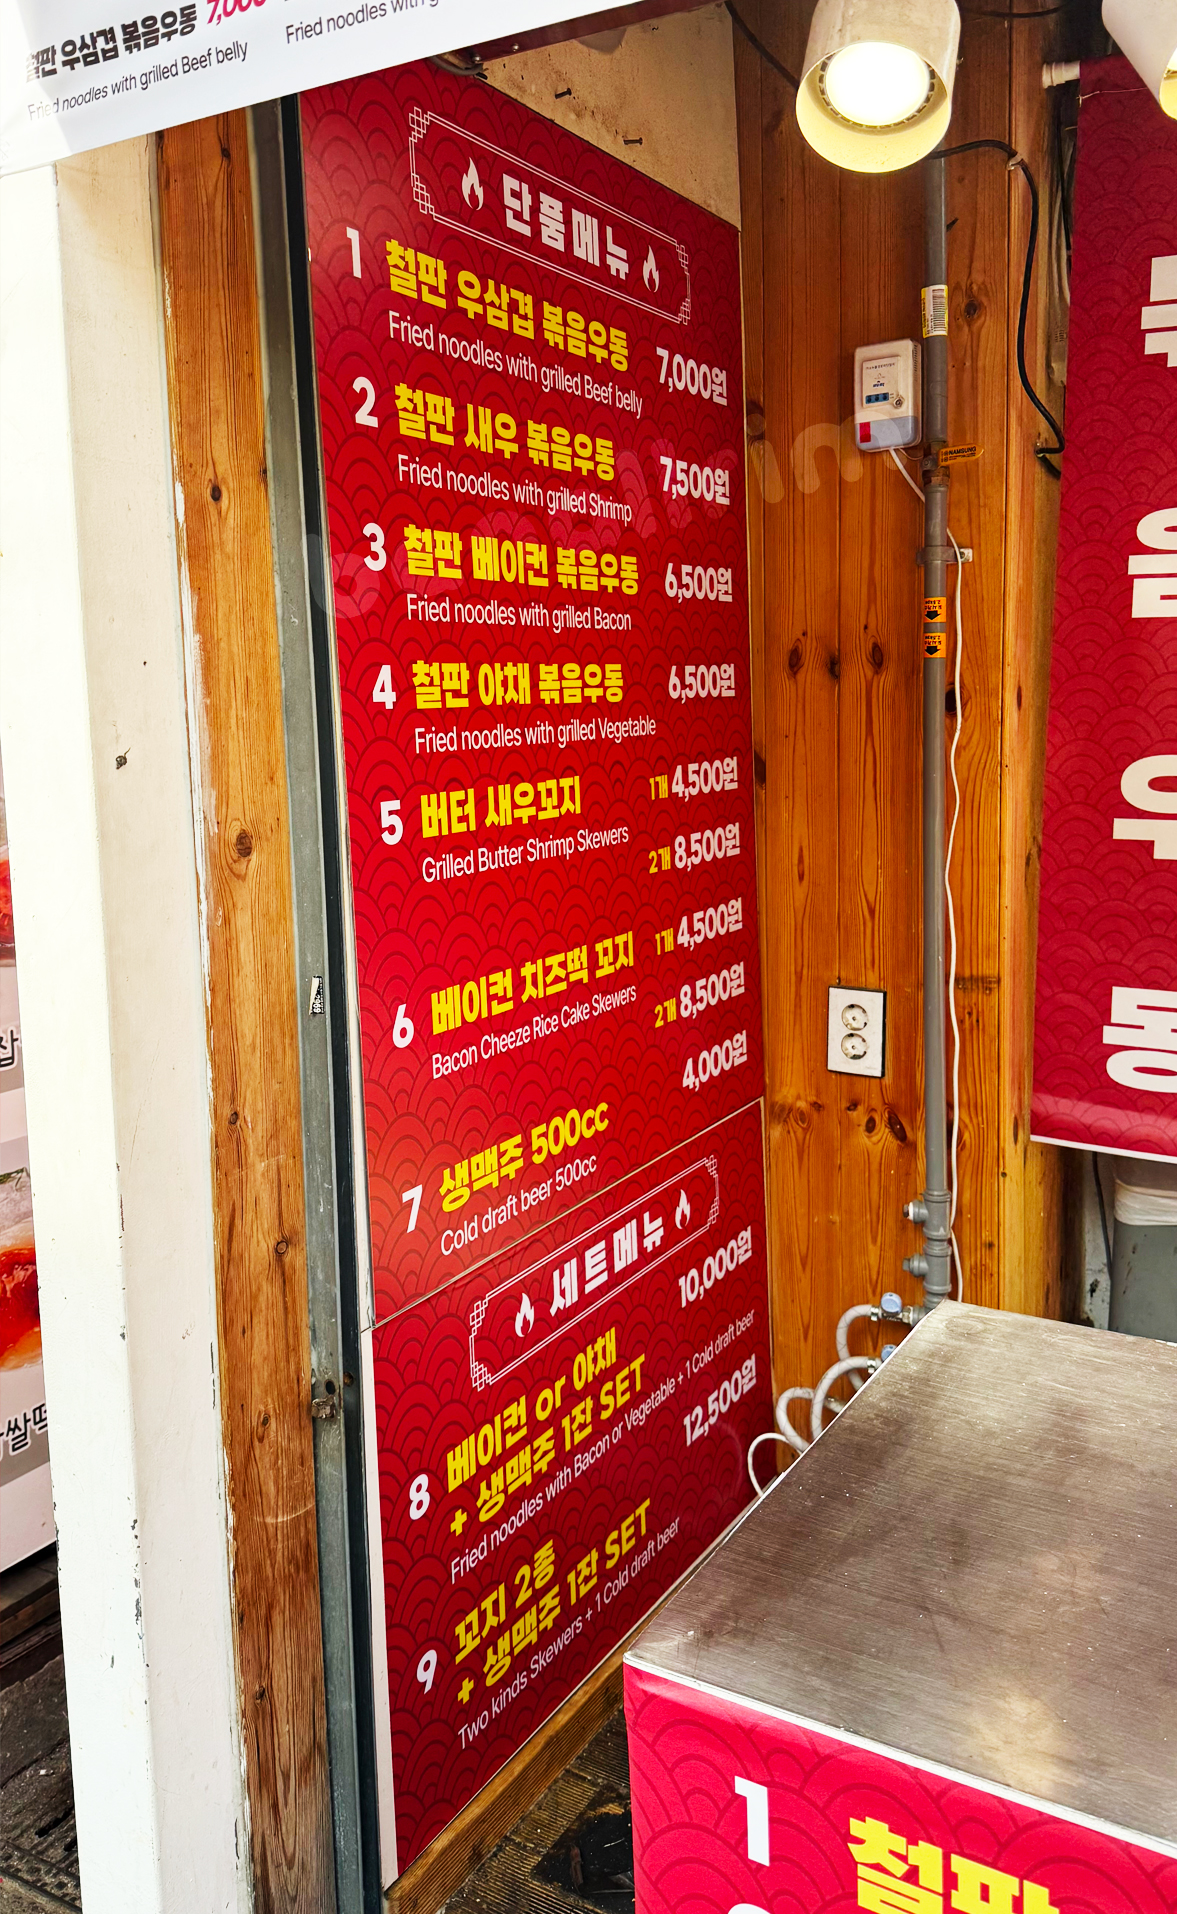 철판 우삼겹 볶음우동 7,000
Fried noodles with grilled Beef belly
Fried noodles with
단품메뉴
1 철판 우삼겹 볶음우동 7,000원
Fried noodles with grilled Beef belly
2 철판 새우 볶음우동 7,500원
Fried noodles with grilled Shrimp
3 철판 베이컨 볶음우동 6,500원
Fried noodles with grilled Bacon
4 철판 야채 볶음우동 6,500원
Fried noodles with grilled Vegetable
5 버터 새우꼬지 1개 4,500원
Grilled Butter Shrimp Skewers 2개 8,500원
6 베이컨 치즈떡 꼬지 1개 4,500원
Bacon Cheeze Rice Cake Skewers 2개 8,500원
7 생맥주 500cc 4,000원
Cold draft beer 500cc
세트메뉴
8 베이컨 or 야채 10,000원
+ 생맥주 1잔 SET
Fried noodles with Bacon or Vegetable + 1 Cold draft beer
9 꼬지 2종 12,500원
+ 생맥주 1잔 SET
Two kinds Skewers + 1 Cold draft beer
음
우
동
1 철판